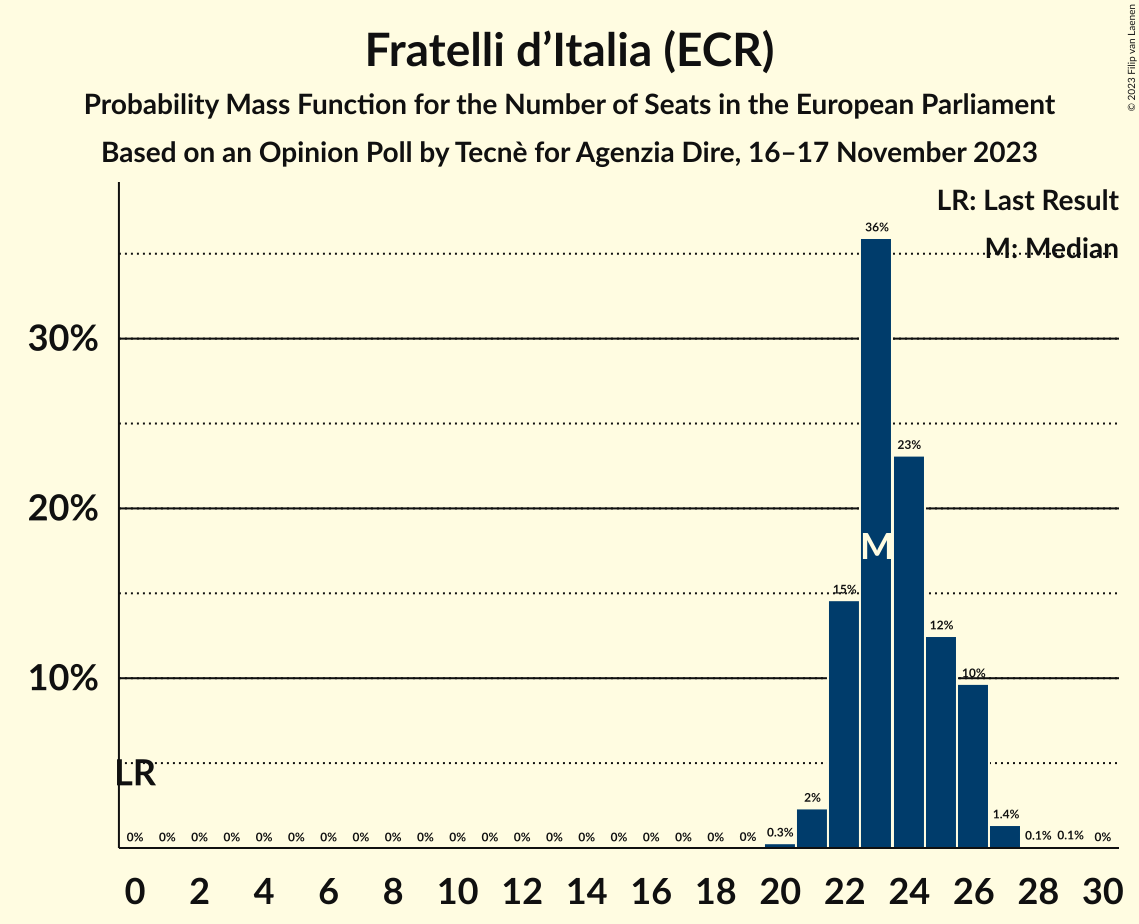 © 2023 Filip van Laenen
Fratelli d’Italia (ECR)
Probability Mass Function for the Number of Seats in the European Parliament
Based on an Opinion Poll by Tecnè for Agenzia Dire, 16–17 November 2023
LR: Last Result
M: Median
36%
30%
23%
20%
M
15%
12%
10%
10%
LR
2%
1.4%
0% 0% 0% 0% 0% 0% 0% 0% 0% 0% 0% 0% 0% 0% 0% 0% 0% 0% 0% 0% 0.3% 0.1% 0.1% 0%
0 2 4 6 8 10 12 14 16 18 20 22 24 26 28 30